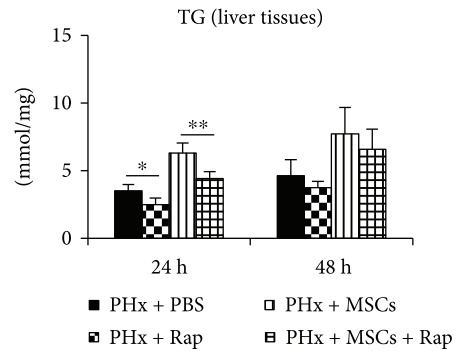 TG (liver tissues)
(mmol/mg)
15
10
5
0
*
**
24 h
48 h
PHx + PBS
PHx + MSCs
PHx + Rap
PHx + MSCs + Rap